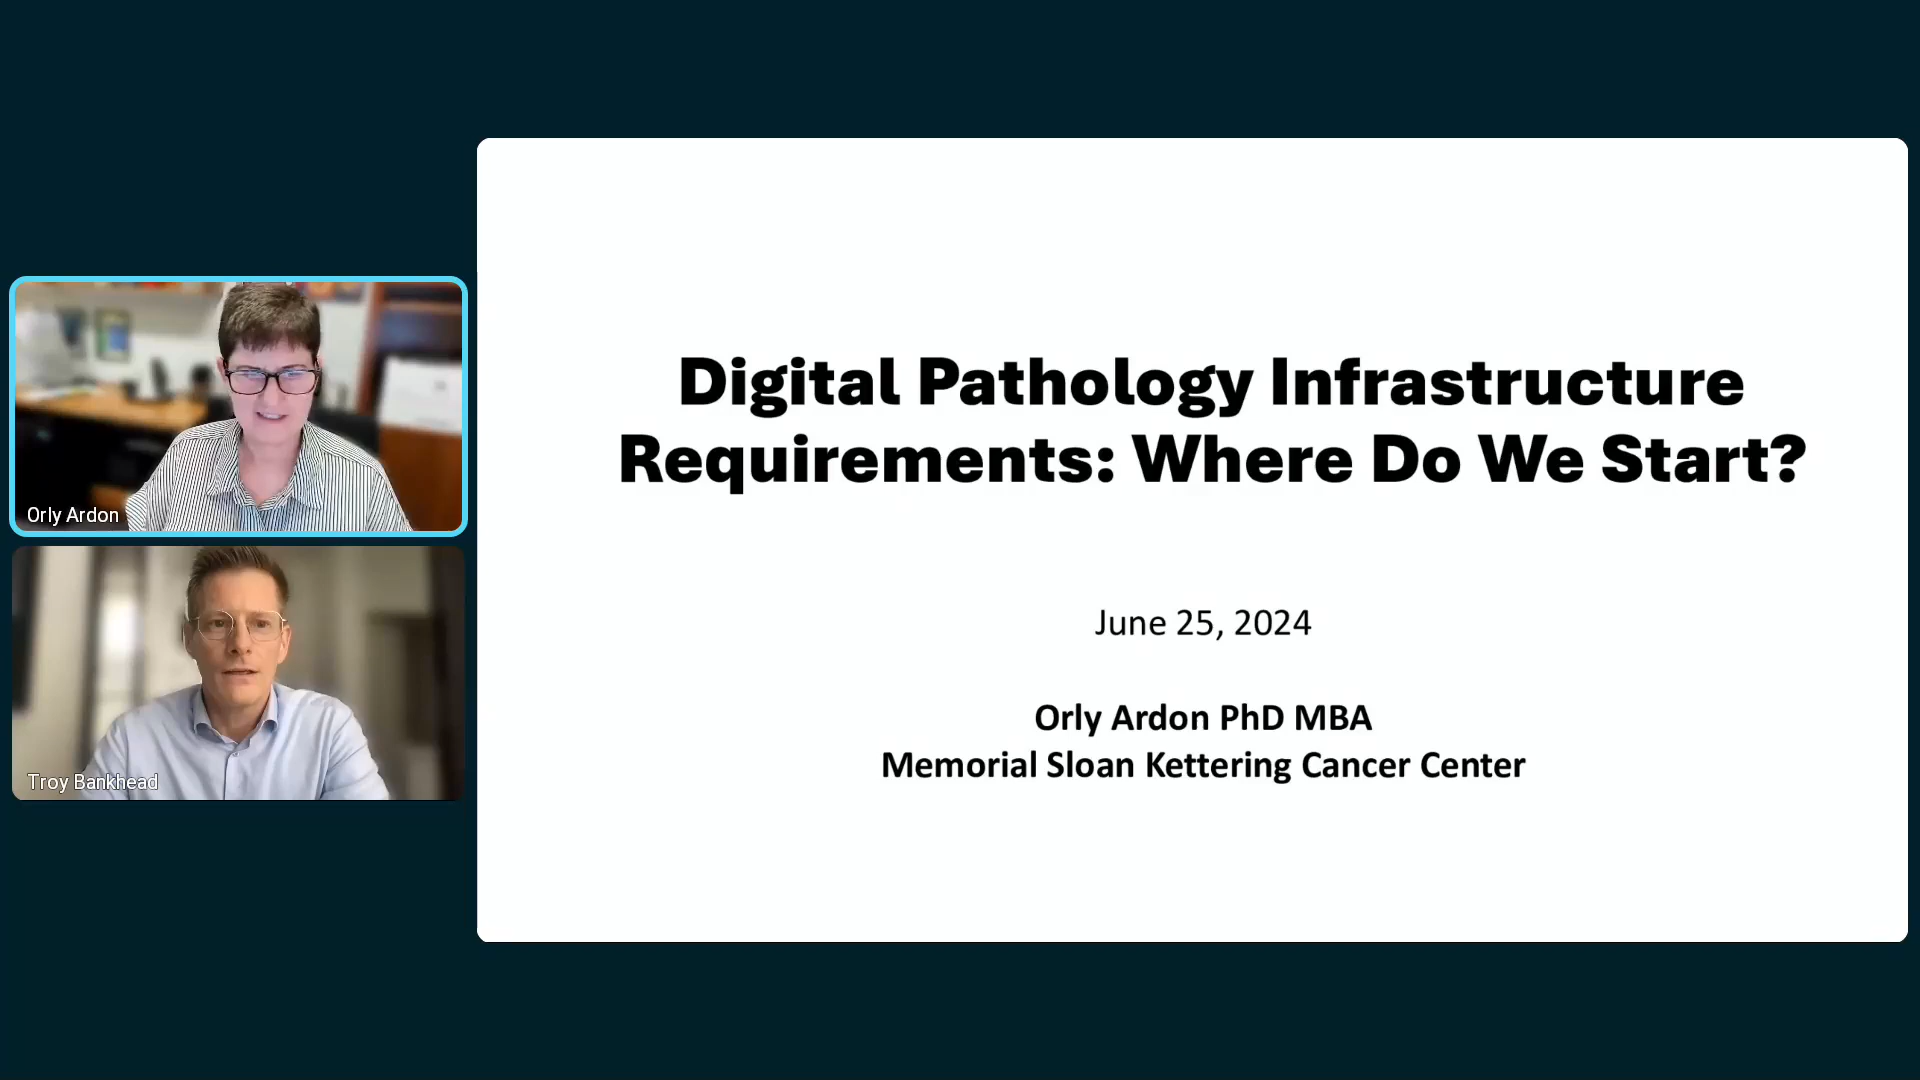 Orly Ardon
Troy Bankhead
Digital Pathology Infrastructure
Requirements: Where Do We Start?
June 25, 2024
Orly Ardon PhD MBA
Memorial Sloan Kettering Cancer Center